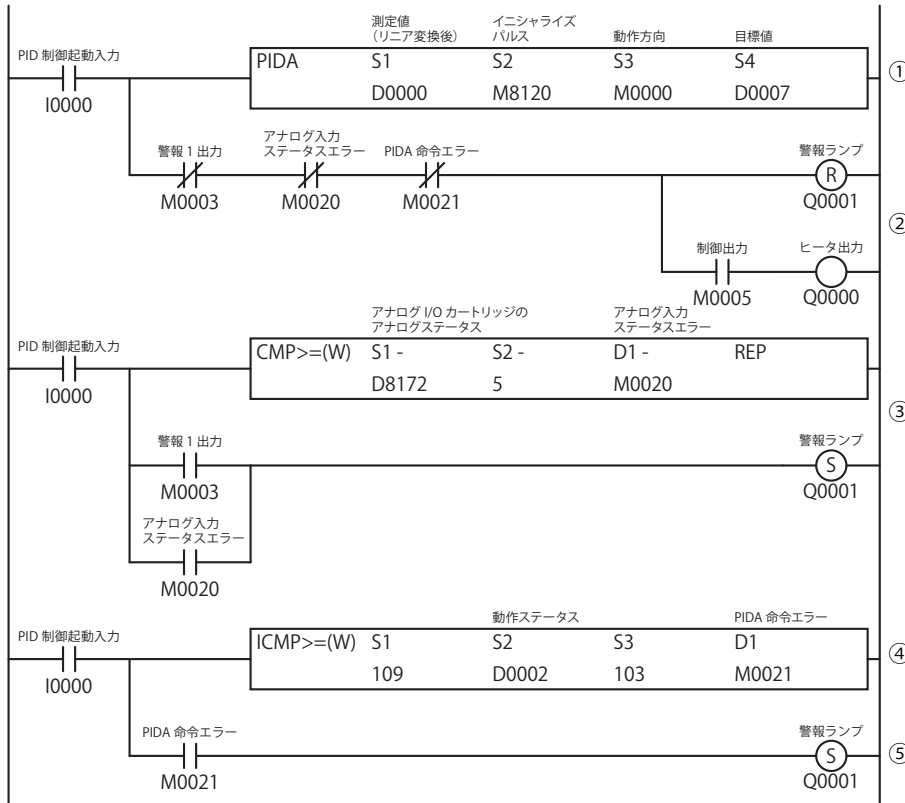 測定値
(リニア変換後)
イニシャライズ
パルス
動作方向
目標値
PID 制御起動入力
PIDA S1 S2 S3 S4
D0000 M8120 M0000 D0007
①
I0000
警報 1 出力
アナログ入力
ステータスエラー
PIDA 命令エラー
警報ランプ
R
M0003 M0020 M0021 Q0001
②
制御出力
ヒータ出力
M0005 Q0000
アナログ I/O カートリッジの
アナログステータス
アナログ入力
ステータスエラー
PID 制御起動入力
CMP>=(W) S1 - S2 - D1 - REP
D8172 5 M0020
I0000
③
警報 1 出力
警報ランプ
S
M0003 Q0001
アナログ入力
ステータスエラー
M0020
動作ステータス
PIDA 命令エラー
PID 制御起動入力
ICMP>=(W) S1 S2 S3 D1
109 D0002 103 M0021
④
I0000
PIDA 命令エラー
警報ランプ
S
⑤
M0021 Q0001